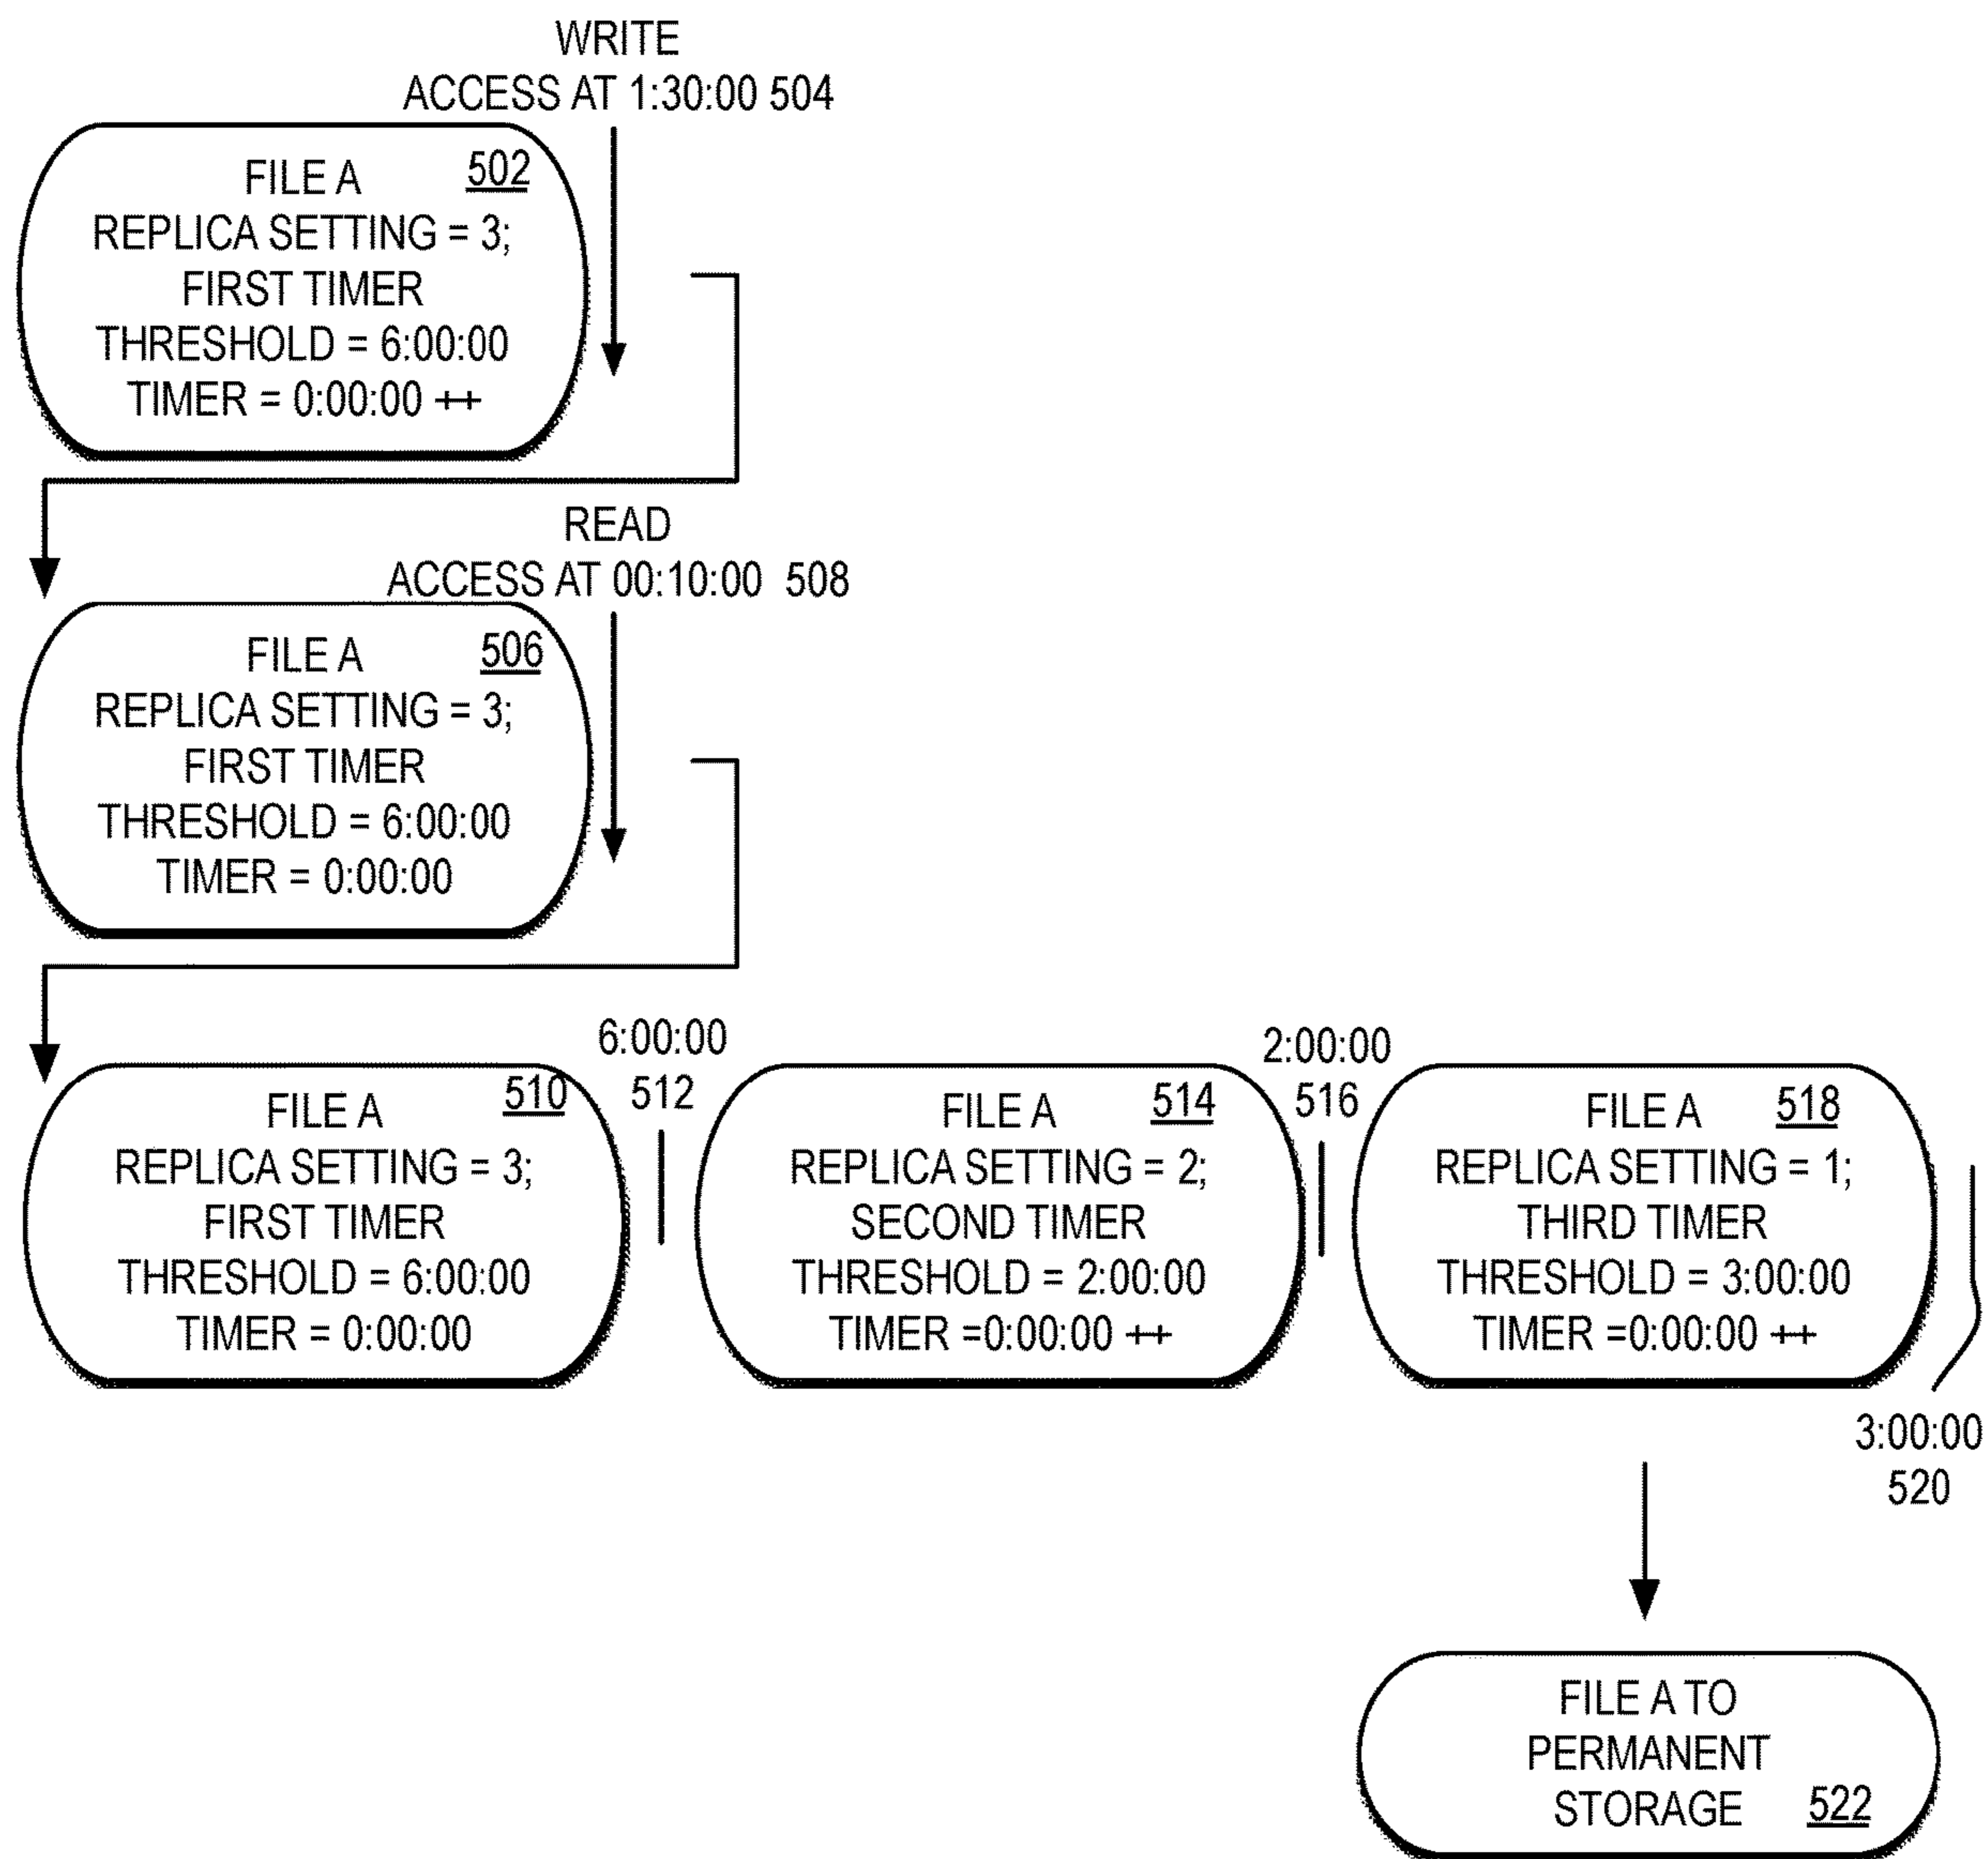 WRITE
ACCESS AT 1:30:00 504
FILE A 502
REPLICA SETTING = 3;
FIRST TIMER
THRESHOLD = 6:00:00
TIMER = 0:00:00 ++
READ
ACCESS AT 00:10:00 508
FILE A 506
REPLICA SETTING = 3;
FIRST TIMER
THRESHOLD = 6:00:00
TIMER = 0:00:00
FILE A 510
REPLICA SETTING = 3;
FIRST TIMER
THRESHOLD = 6:00:00
TIMER = 0:00:00
6:00:00
512
FILE A 514
REPLICA SETTING = 2;
SECOND TIMER
THRESHOLD = 2:00:00
TIMER =0:00:00 ++
2:00:00
516
FILE A 518
REPLICA SETTING = 1;
THIRD TIMER
THRESHOLD = 3:00:00
TIMER =0:00:00 ++
3:00:00
520
FILE A TO
PERMANENT
STORAGE 522